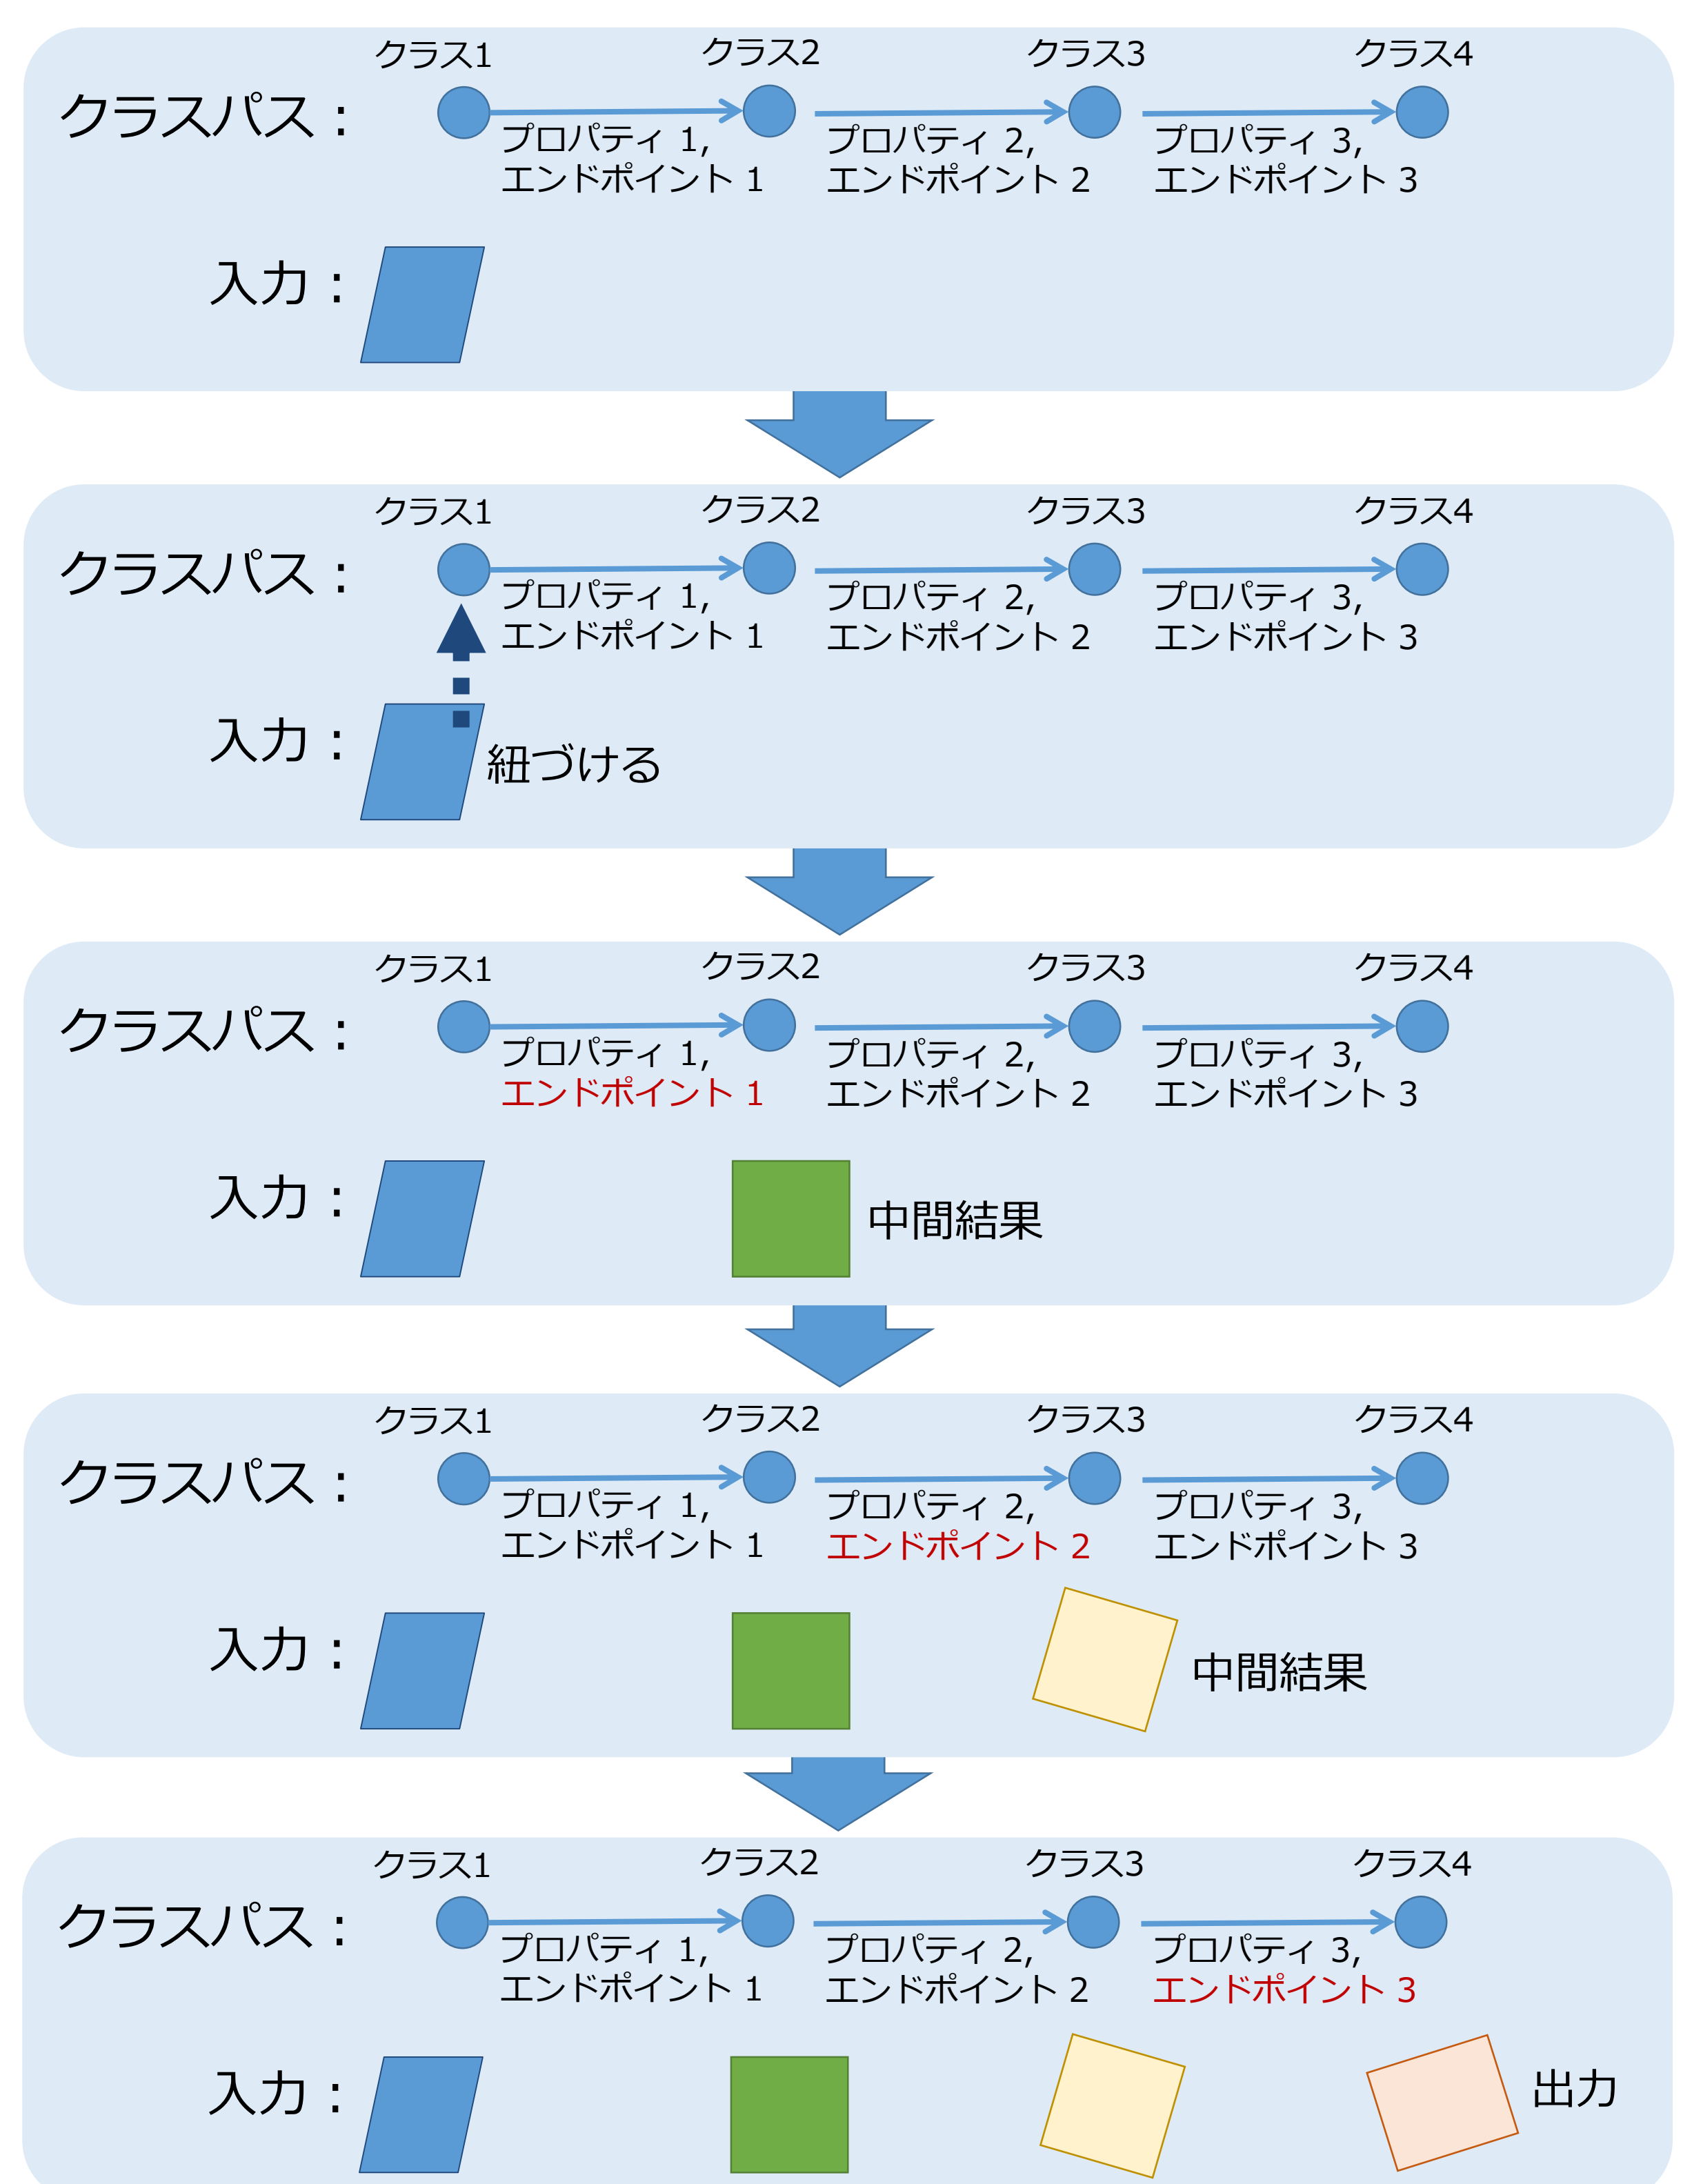 クラス1 クラス2 クラス3 クラス4
クラスパス：
プロパティ 1, プロパティ 2, プロパティ 3,
エンドポイント 1 エンドポイント 2 エンドポイント 3
入力：
クラス1 クラス2 クラス3 クラス4
クラスパス：
プロパティ 1, プロパティ 2, プロパティ 3,
エンドポイント 1 エンドポイント 2 エンドポイント 3
入力：
紐づける
クラス1 クラス2 クラス3 クラス4
クラスパス：
プロパティ 1, プロパティ 2, プロパティ 3,
エンドポイント 1 エンドポイント 2 エンドポイント 3
入力：
中間結果
クラス1 クラス2 クラス3 クラス4
クラスパス：
プロパティ 1, プロパティ 2, プロパティ 3,
エンドポイント 1 エンドポイント 2 エンドポイント 3
入力：
中間結果
クラス1 クラス2 クラス3 クラス4
クラスパス：
プロパティ 1, プロパティ 2, プロパティ 3,
エンドポイント 1 エンドポイント 2 エンドポイント 3
入力：
出力